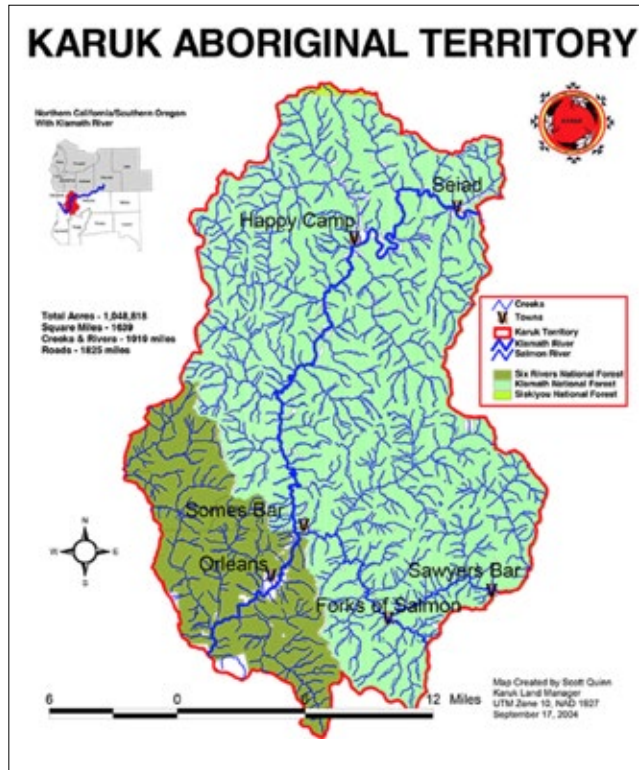 KARUK ABORIGINAL TERRITORY
Northern California/Southern Oregon
With Klamath River
KARUK
Seiad
Happy Camp
Total Acres - 1,048,818
Square Miles - 1639
Creeks & Rivers - 1919 miles
Roads - 1825 miles
Creeks
Towns
Karuk Territory
Klamath River
Salmon River
Six Rivers National Forest
Klamath National Forest
Siskiyou National Forest
Somes Bar
Orleans
Sawyers Bar
Forks of Salmon
N
W E
S
6 0 6 12 Miles
Map Created by Scott Quinn
Karuk Land Manager
UTM Zone 10, NAD 1927
September 17, 2004